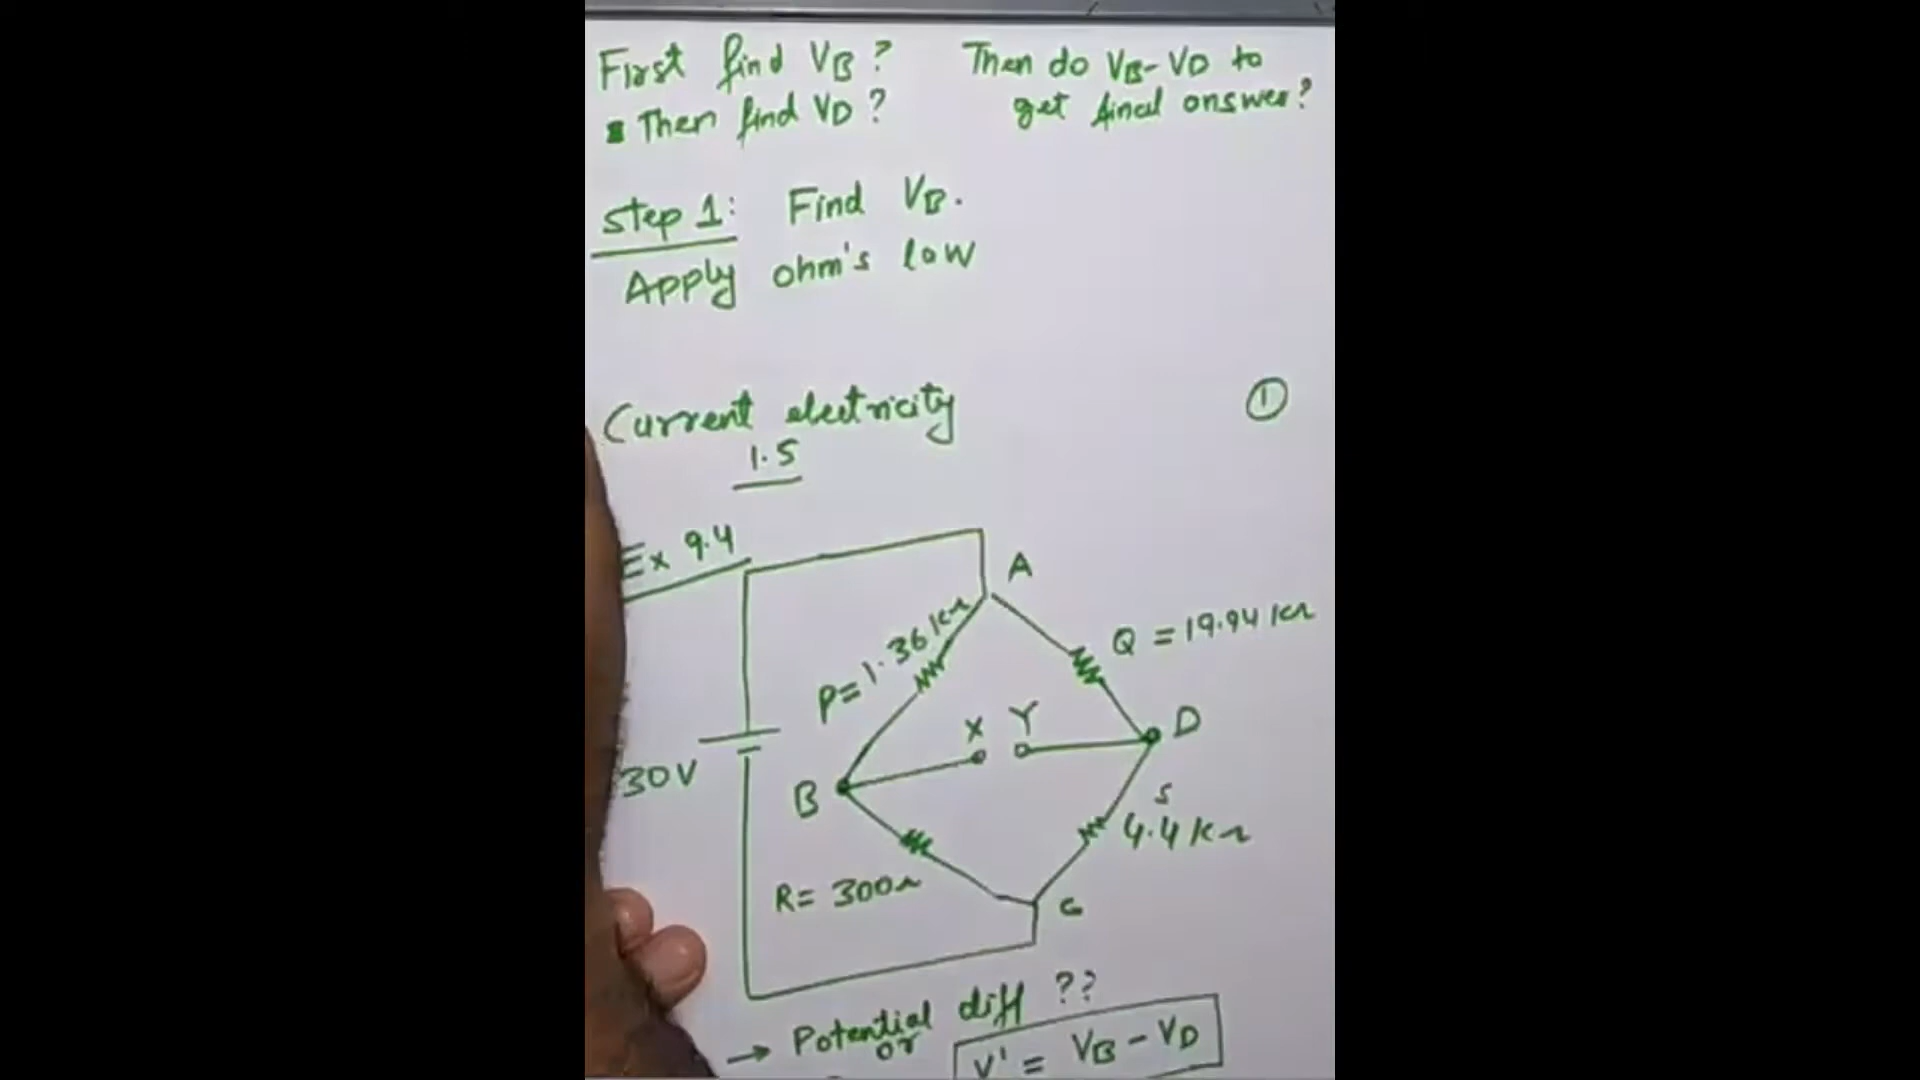 First find VB?
Then find VD?
Then do VB-VD to
get final answer?
Step 1: Find VB.
Apply ohm's low
Current electricity
1
1.5
Ex 9.4
A
P=1.36 KΩ
Q = 19.94 KΩ
X Y
D
30V
B
S
4.4 KΩ
R= 300Ω
C
→ Potential diff ??
or
V' = VB - VD